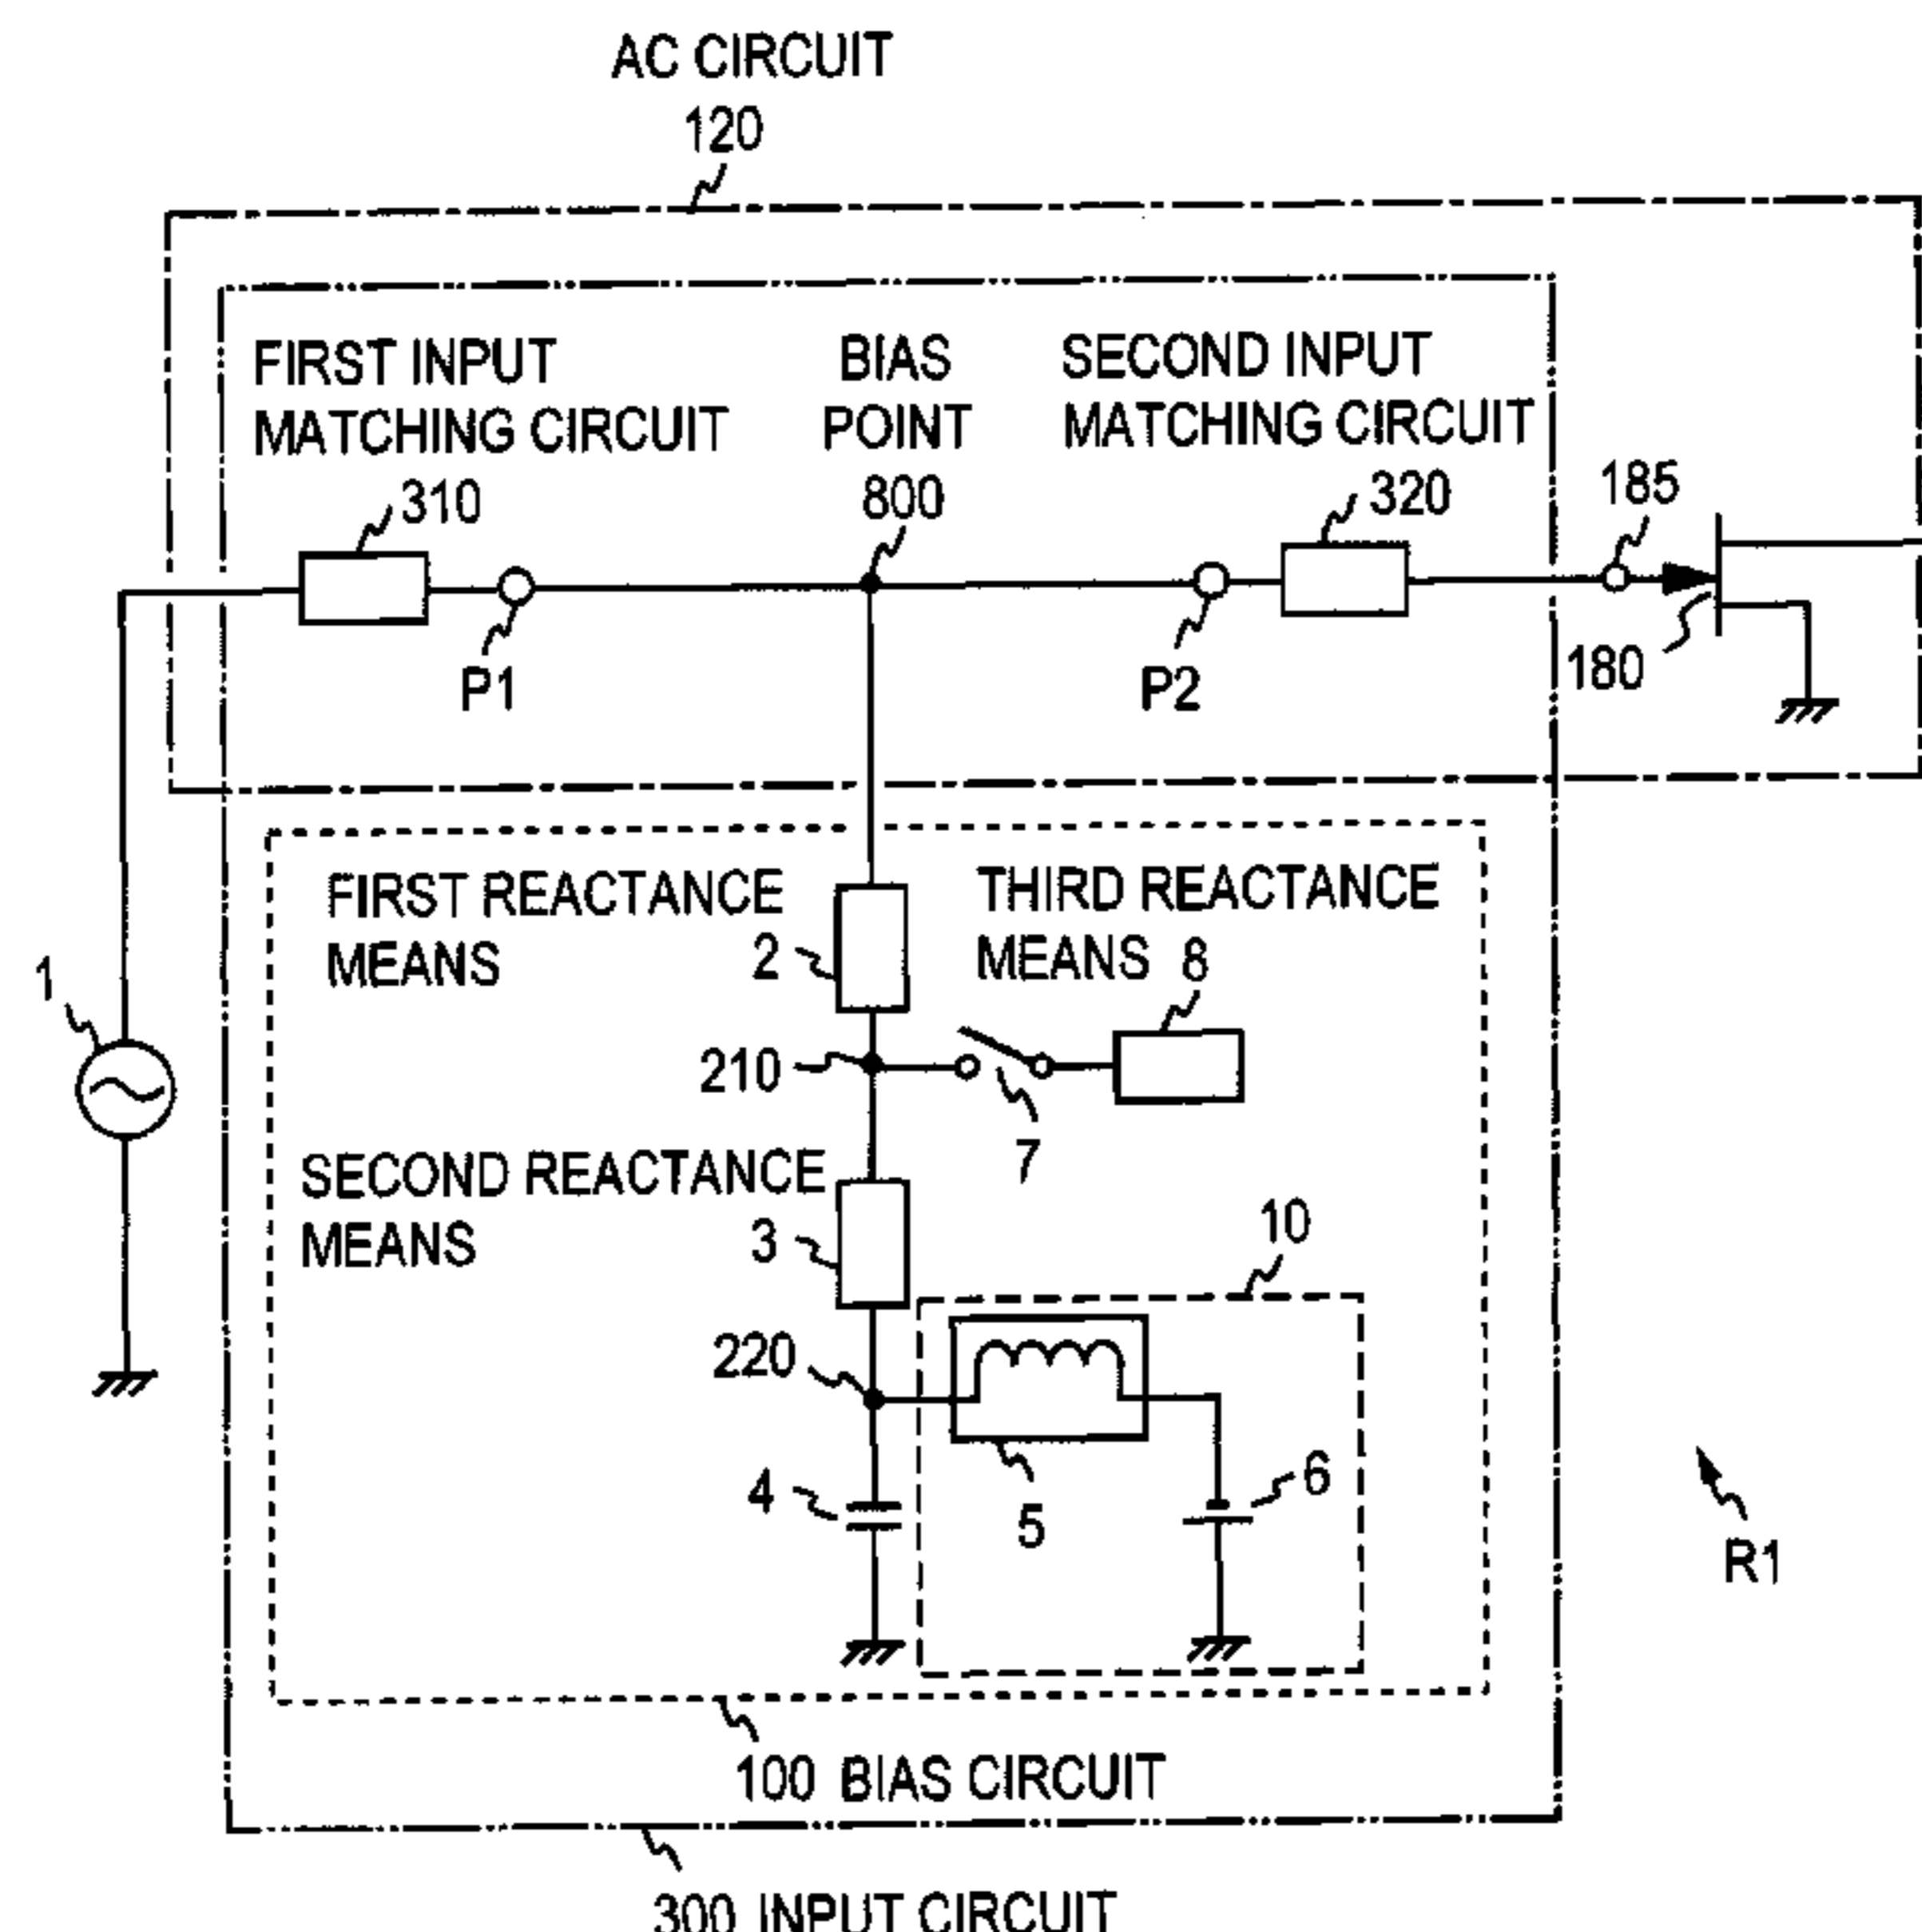 AC CIRCUIT
120
FIRST INPUT
MATCHING CIRCUIT
310
BIAS
POINT
800
SECOND INPUT
MATCHING CIRCUIT
320
185
P1
P2
180
FIRST REACTANCE
MEANS
2
THIRD REACTANCE
MEANS 8
1
210
7
SECOND REACTANCE
MEANS
3
10
220
4
5
6
R1
100 BIAS CIRCUIT
300 INPUT CIRCUIT